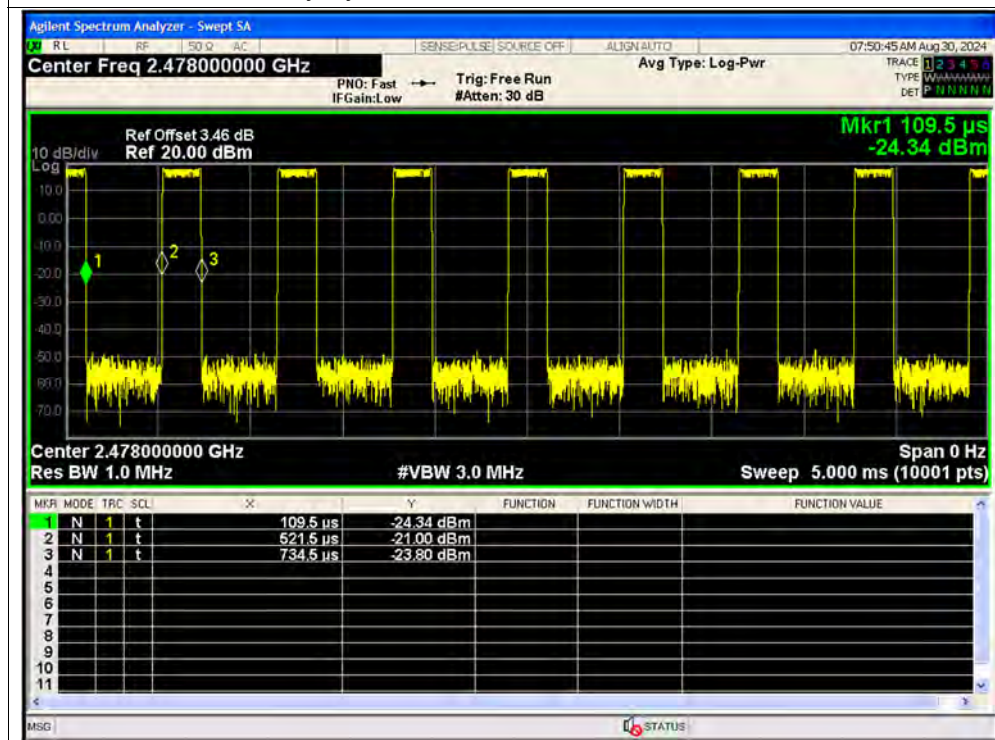 Agilent Spectrum Analyzer - Swept SA
RL RF 50 Ω AC SENSE:PULSE SOURCE OFF ALIGN AUTO 07:50:45 AM Aug 30, 2024
Center Freq 2.478000000 GHz
PNO: Fast
IFGain:Low
Trig: Free Run
#Atten: 30 dB
Avg Type: Log-Pwr
TRACE 1 2 3 4 5 6
TYPE
DET P N N N N N
Mkr1 109.5 µs
-24.34 dBm
Ref Offset 3.46 dB
10 dB/div Ref 20.00 dBm
Log
10.0
0.00
-10.0
-20.0
-30.0
-40.0
-50.0
-60.0
-70.0
1
2
3
Center 2.478000000 GHz Span 0 Hz
Res BW 1.0 MHz #VBW 3.0 MHz Sweep 5.000 ms (10001 pts)
MKR MODE TRC SCL X Y FUNCTION FUNCTION WIDTH FUNCTION VALUE
1 N 1 t 109.5 µs -24.34 dBm
2 N 1 t 521.5 µs -21.00 dBm
3 N 1 t 734.5 µs -23.80 dBm
4
5
6
7
8
9
10
11
MSG STATUS